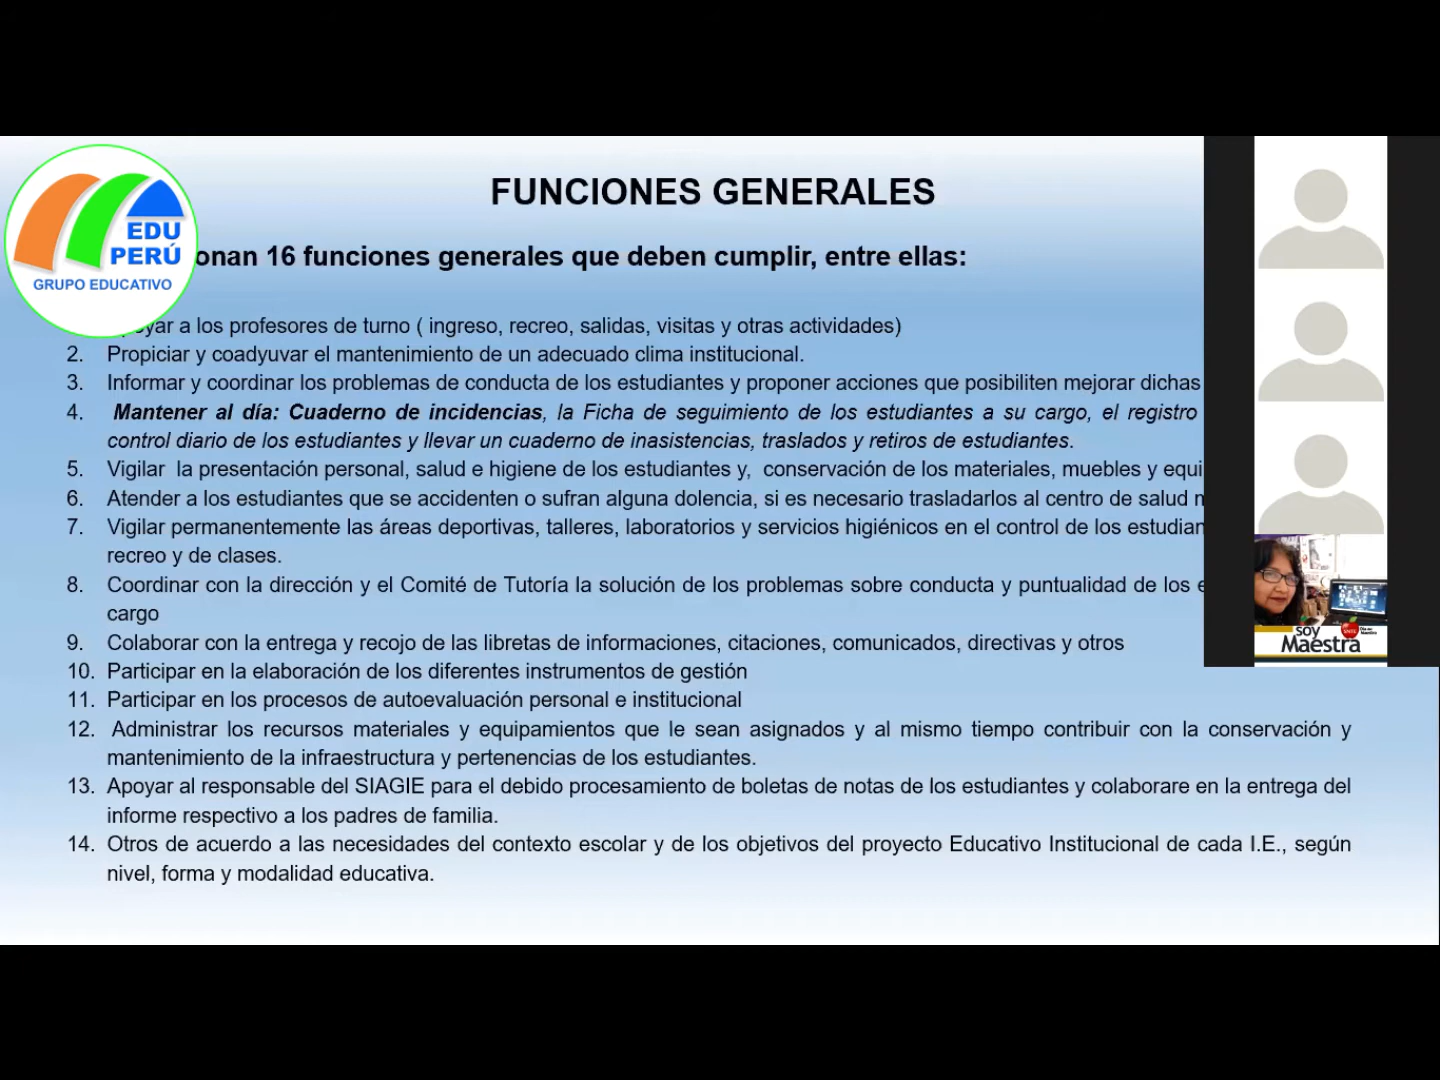 FUNCIONES GENERALES
EDU
PERÚ
GRUPO EDUCATIVO
16 funciones generales que deben cumplir, entre ellas:
a los profesores de turno ( ingreso, recreo, salidas, visitas y otras actividades)
2. Propiciar y coadyuvar el mantenimiento de un adecuado clima institucional.
3. Informar y coordinar los problemas de conducta de los estudiantes y proponer acciones que posibiliten mejorar dichas
4. Mantener al día: Cuaderno de incidencias, la Ficha de seguimiento de los estudiantes a su cargo, el registro
control diario de los estudiantes y llevar un cuaderno de inasistencias, traslados y retiros de estudiantes.
5. Vigilar la presentación personal, salud e higiene de los estudiantes y, conservación de los materiales, muebles y
6. Atender a los estudiantes que se accidenten o sufran alguna dolencia, si es necesario trasladarlos al centro de salud
7. Vigilar permanentemente las áreas deportivas, talleres, laboratorios y servicios higiénicos en el control de los
recreo y de clases.
8. Coordinar con la dirección y el Comité de Tutoría la solución de los problemas sobre conducta y puntualidad de los
cargo
9. Colaborar con la entrega y recojo de las libretas de informaciones, citaciones, comunicados, directivas y otros
10. Participar en la elaboración de los diferentes instrumentos de gestión
11. Participar en los procesos de autoevaluación personal e institucional
12. Administrar los recursos materiales y equipamientos que le sean asignados y al mismo tiempo contribuir con la conservación y
mantenimiento de la infraestructura y pertenencias de los estudiantes.
13. Apoyar al responsable del SIAGIE para el debido procesamiento de boletas de notas de los estudiantes y colaborare en la entrega del
informe respectivo a los padres de familia.
14. Otros de acuerdo a las necesidades del contexto escolar y de los objetivos del proyecto Educativo Institucional de cada I.E., según
nivel, forma y modalidad educativa.
soy
Maestra